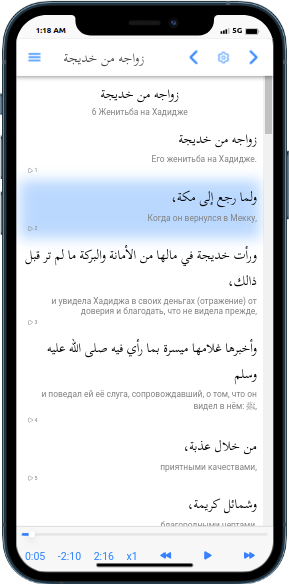 1:18 AM 5G
زواجه من خديجة
زواجه من خديجة
6 Женитьба на Хадидже
زواجه من خديجة
Его женитьба на Хадидже.
1
ولما رجع إلى مكة،
Когда он вернулся в Мекку,
2
ورأت خديجة في مالها من الأمانة والبركة ما لم تر قبل
ذالك،
и увидела Хадиджа в своих деньгах (отражение) от
доверия и благодать, что не видела прежде,
3
وأخبرها غلامها ميسرة بما رأي فيه صلى الله عليه
وسلم
и поведал ей её слуга, сопровождавший, о том, что он
видел в нём: ﷺ,
4
من خلال عذبة،
приятными качествами,
5
وشمائل كريمة،
благородными чертами,
0:05 -2:10 2:16 x1